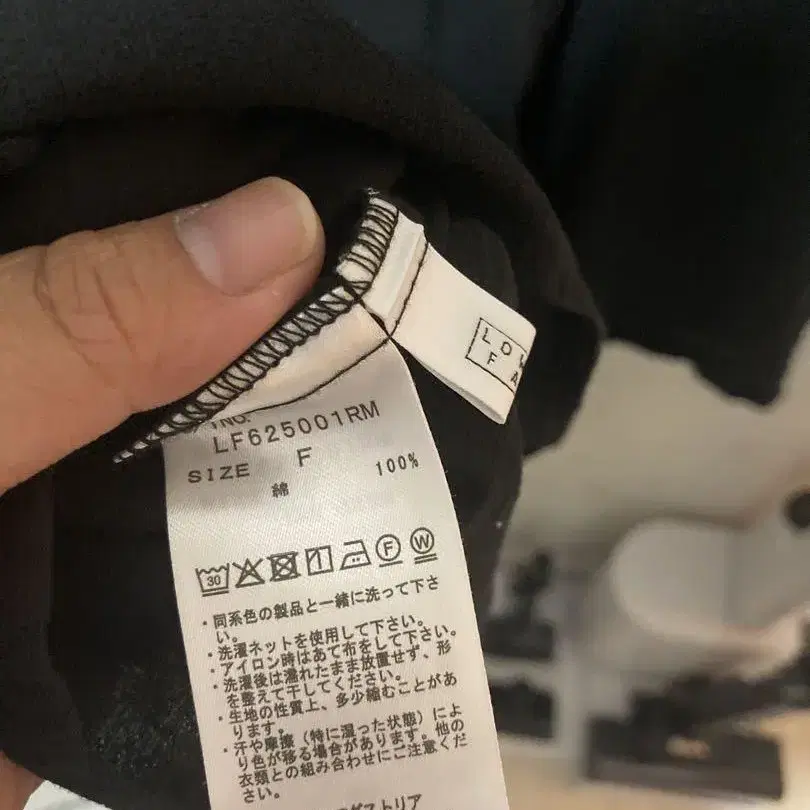 LF625001RM
SIZE F
綿 100%
30 F W
・同系色の製品と一緒に洗って下さ
い。
・洗濯ネットを使用して下さい。
・アイロン時はあて布をして下さい。
・洗濯後は濡れたまま放置せず、形
を整えて干してください。
・生地の性質上、多少縮むことがあ
ります。
・汗や摩擦（特に湿った状態）によ
り色が移る場合があります。他の
衣類との組み合わせにご注意くだ
さい。